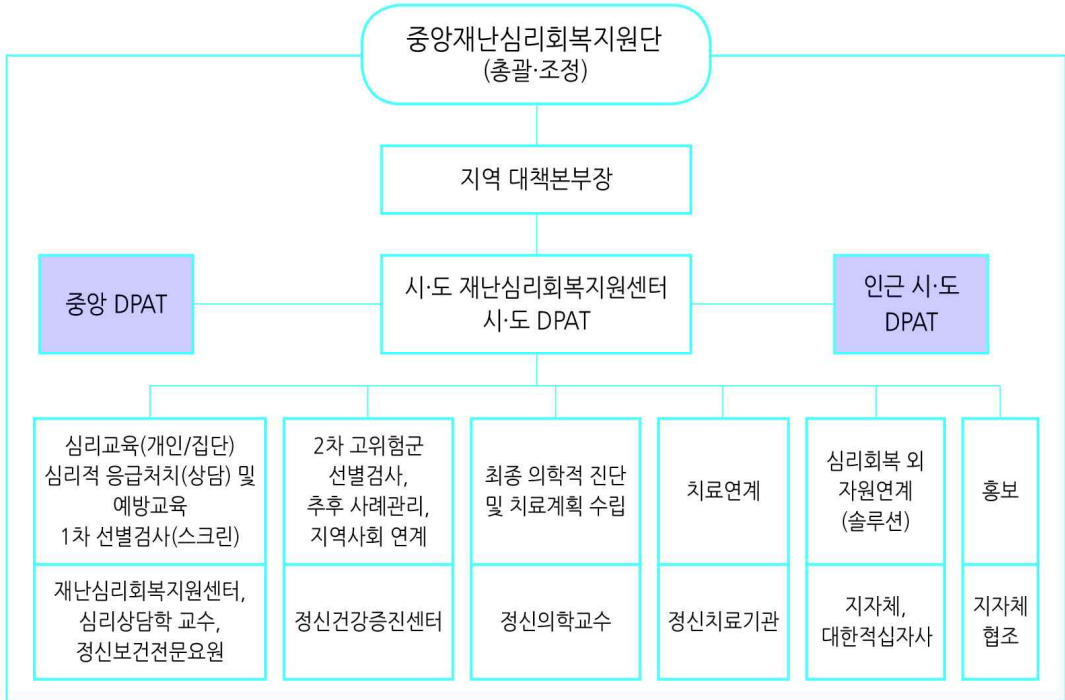 중앙재난심리회복지원단
(총괄·조정)
지역 대책본부장
중앙 DPAT
시·도 재난심리회복지원센터
시·도 DPAT
인근 시·도
DPAT
심리교육(개인/집단)
심리적 응급처치(상담) 및
예방교육
1차 선별검사(스크린)
2차 고위험군
선별검사,
추후 사례관리,
지역사회 연계
최종 의학적 진단
및 치료계획 수립
치료연계
심리회복 외
자원연계
(솔루션)
홍보
재난심리회복지원센터,
심리상담학 교수,
정신보건전문요원
정신건강증진센터
정신의학교수
정신치료기관
지자체,
대한적십자사
지자체
협조